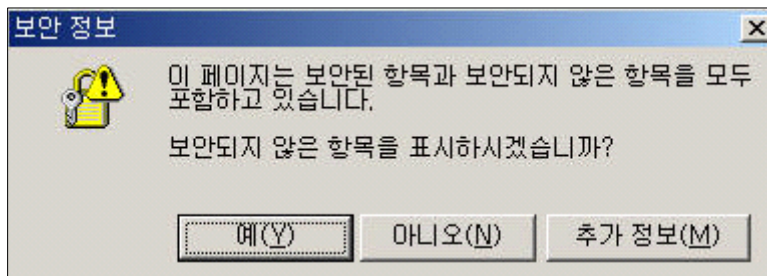 보안 정보
이 페이지는 보안된 항목과 보안되지 않은 항목을 모두
포함하고 있습니다.
보안되지 않은 항목을 표시하시겠습니까?
예(Y) 아니오(N) 추가 정보(M)